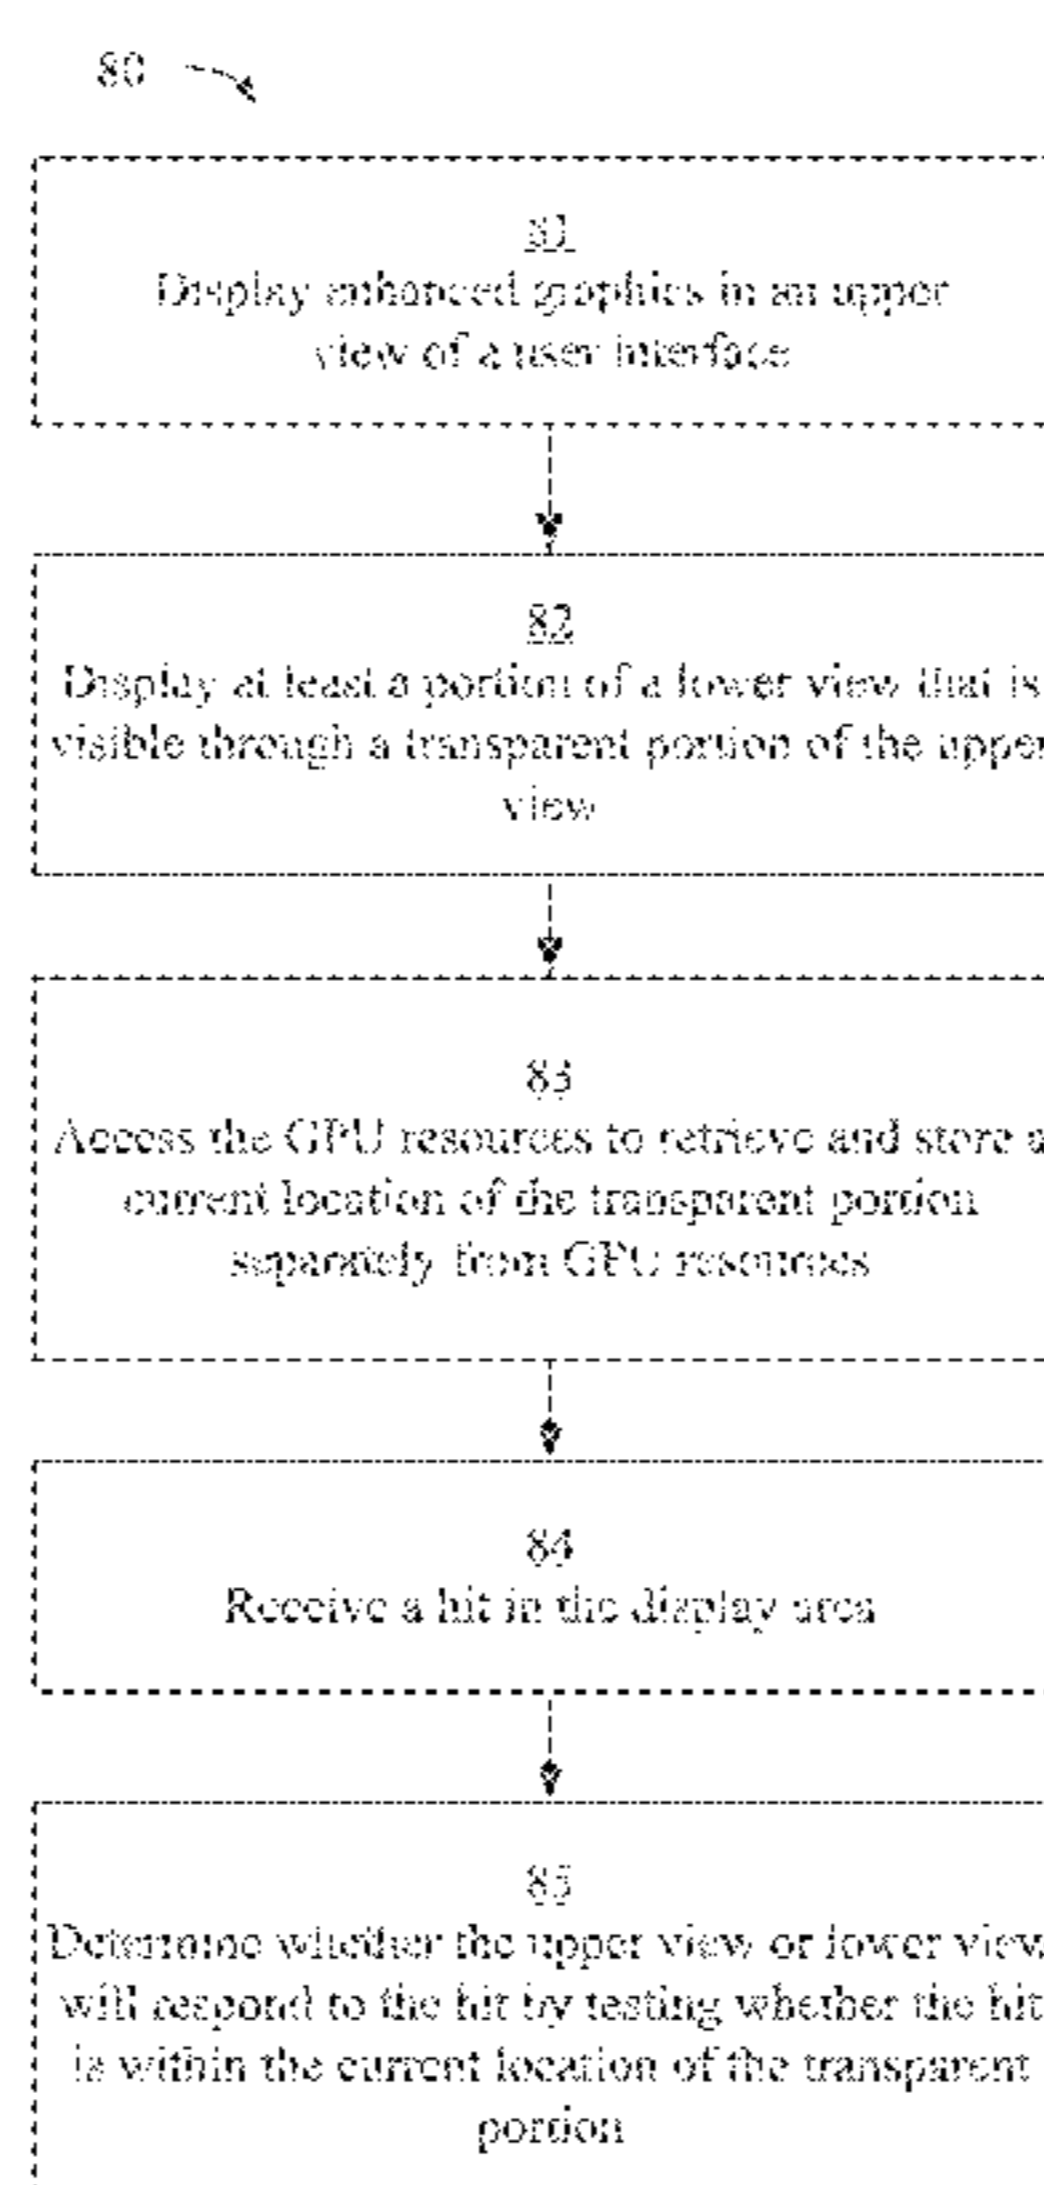 80
81
Display enhanced graphics in an upper
view of a user interface
82
Display at least a portion of a lower view that is
visible through a transparent portion of the upper
view
83
Access the GPU resources to retrieve and store a
current location of the transparent portion
separately from GPU resources
84
Receive a hit in the display area
85
Determine whether the upper view or lower view
will respond to the hit by testing whether the hit
is within the current location of the transparent
portion